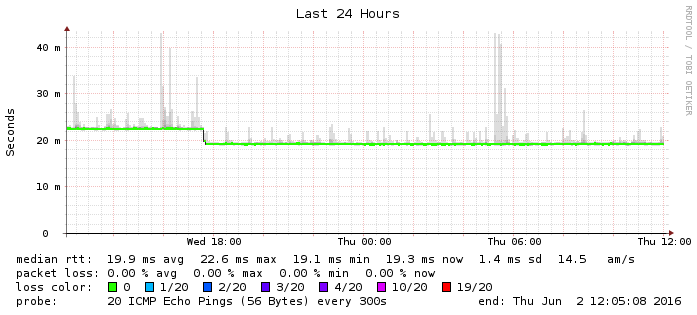 Last 24 Hours
RRDTOOL / TOBI OETIKER
Seconds
40 m
30 m
20 m
10 m
0
Wed 18:00 Thu 00:00 Thu 06:00 Thu 12:00
median rtt: 19.9 ms avg 22.6 ms max 19.1 ms min 19.3 ms now 1.4 ms sd 14.5 am/s
packet loss: 0.00 % avg 0.00 % max 0.00 % min 0.00 % now
loss color: 0 1/20 2/20 3/20 4/20 10/20 19/20
probe: 20 ICMP Echo Pings (56 Bytes) every 300s end: Thu Jun 2 12:05:08 2016